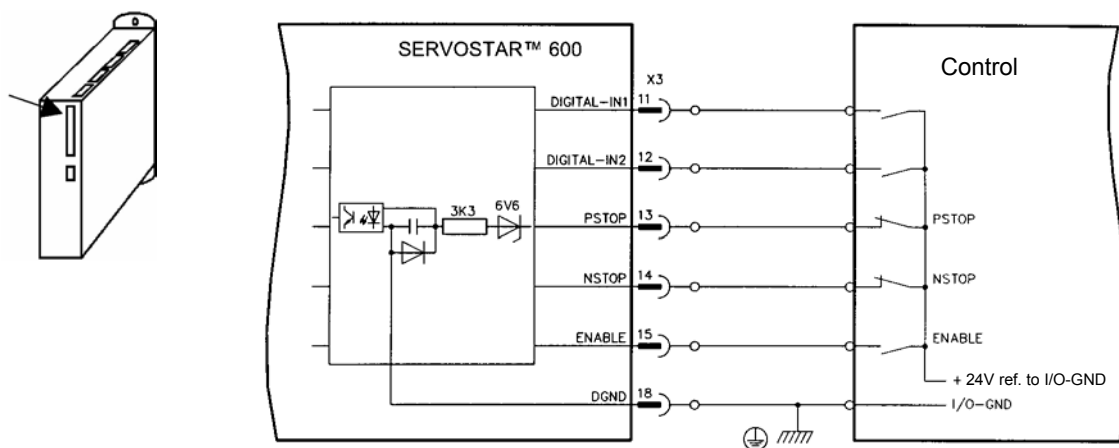 SERVOSTAR™ 600
Control
X3
DIGITAL-IN1 11
DIGITAL-IN2 12
3K3 6V6 PSTOP 13 PSTOP
NSTOP 14 NSTOP
ENABLE 15 ENABLE
+ 24V ref. to I/O-GND
DGND 18 I/O-GND